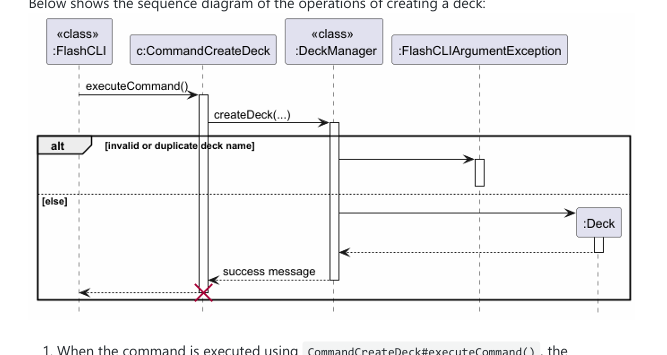 Below shows the sequence diagram of the operations of creating a deck:
«class»
:FlashCLI
c:CommandCreateDeck
«class»
:DeckManager
:FlashCLIArgumentException
executeCommand()
createDeck(...)
alt
[invalid or duplicate deck name]
[else]
:Deck
success message
1. When the command is executed using CommandCreateDeck#executeCommand() , the